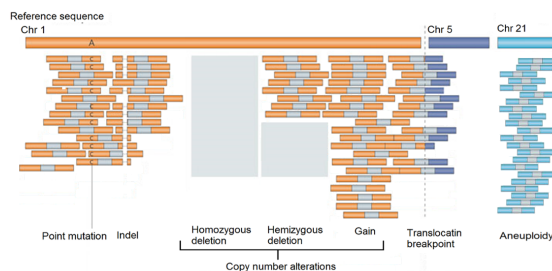 Reference sequence
Chr 1
Chr 5
Chr 21
A
C
C
C
C
C
C
C
C
C
C
C
Point mutation
Indel
Homozygous
deletion
Hemizygous
deletion
Gain
Translocatin
breakpoint
Aneuploidy
Copy number alterations